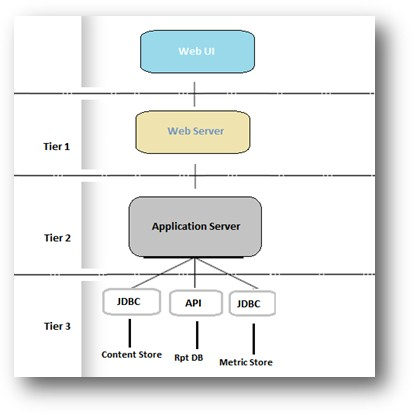 Web UI
Web Server
Tier 1
Application Server
Tier 2
JDBC API JDBC
Tier 3
Content Store Rpt DB Metric Store